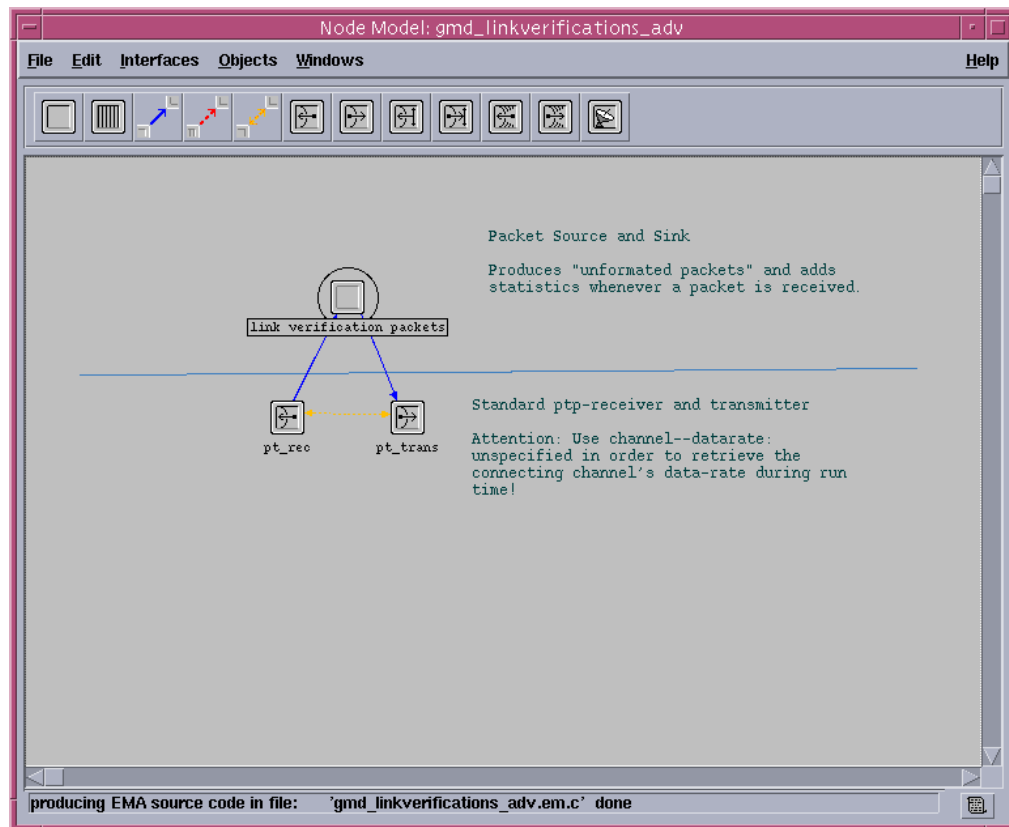 Node Model: gmd_linkverifications_adv
File Edit Interfaces Objects Windows Help
Packet Source and Sink
Produces "unformated packets" and adds
statistics whenever a packet is received.
link verification packets
Standard ptp-receiver and transmitter
Attention: Use channel--datarate:
unspecified in order to retrieve the
connecting channel's data-rate during run
time!
pt_rec pt_trans
producing EMA source code in file: 'gmd_linkverifications_adv.em.c' done